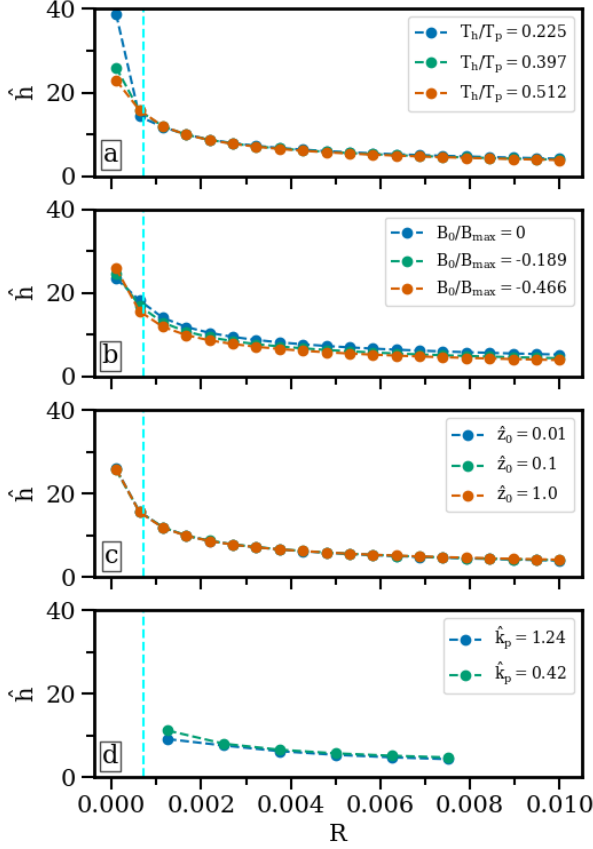 40
20
0
ĥ
a
T_h/T_p = 0.225
T_h/T_p = 0.397
T_h/T_p = 0.512
40
20
0
ĥ
b
B_0/B_max = 0
B_0/B_max = -0.189
B_0/B_max = -0.466
40
20
0
ĥ
c
ẑ_0 = 0.01
ẑ_0 = 0.1
ẑ_0 = 1.0
40
20
0
ĥ
d
k̂_p = 1.24
k̂_p = 0.42
0.000 0.002 0.004 0.006 0.008 0.010
R